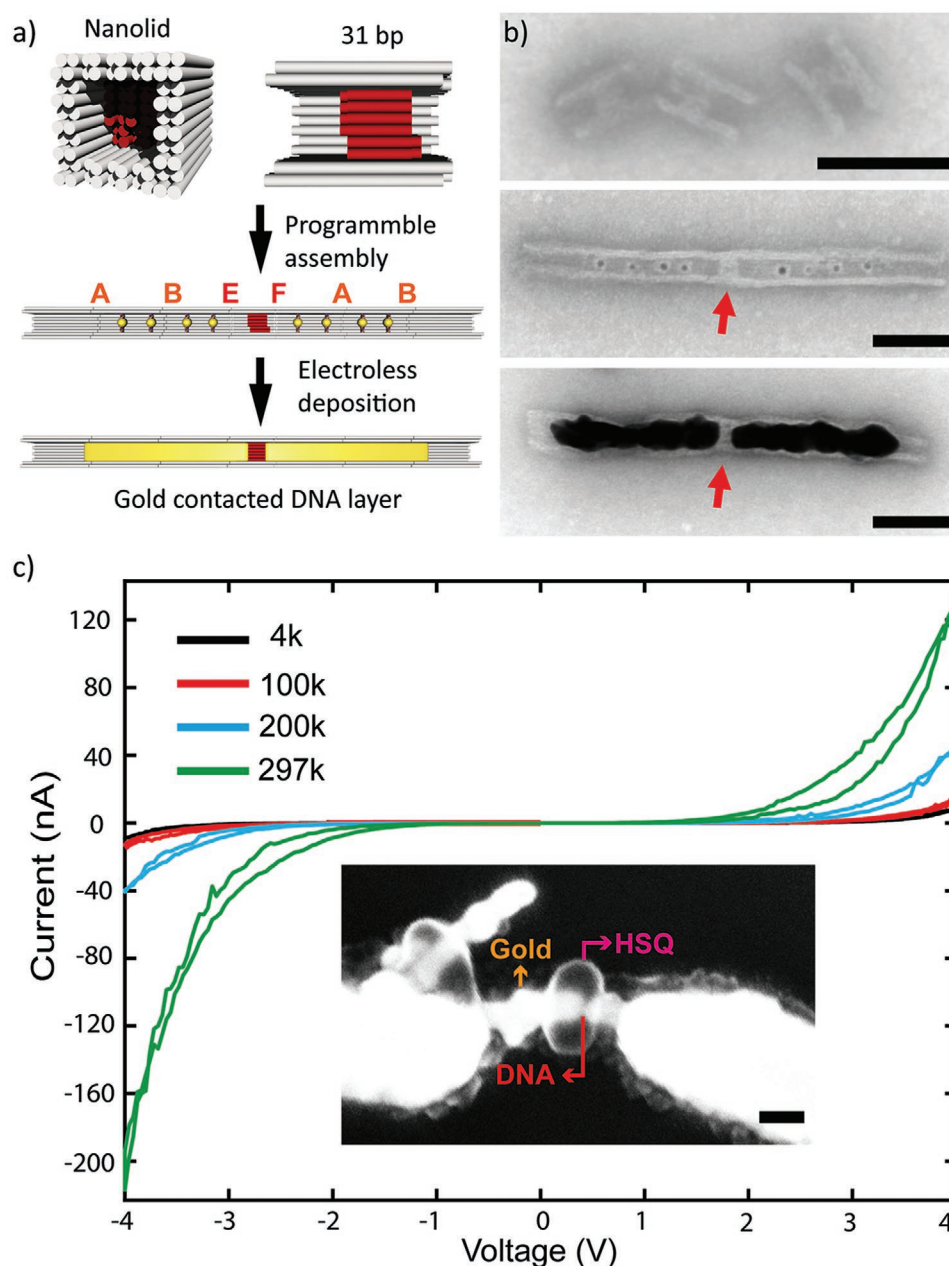 a)
Nanolid
31 bp
Programmble
assembly
A B E F A B
Electroless
deposition
Gold contacted DNA layer
b)
c)
4k
100k
200k
297k
120
80
40
0
-40
-80
-120
-160
-200
Current (nA)
-4 -3 -2 -1 0 1 2 3 4
Voltage (V)
Gold
HSQ
DNA